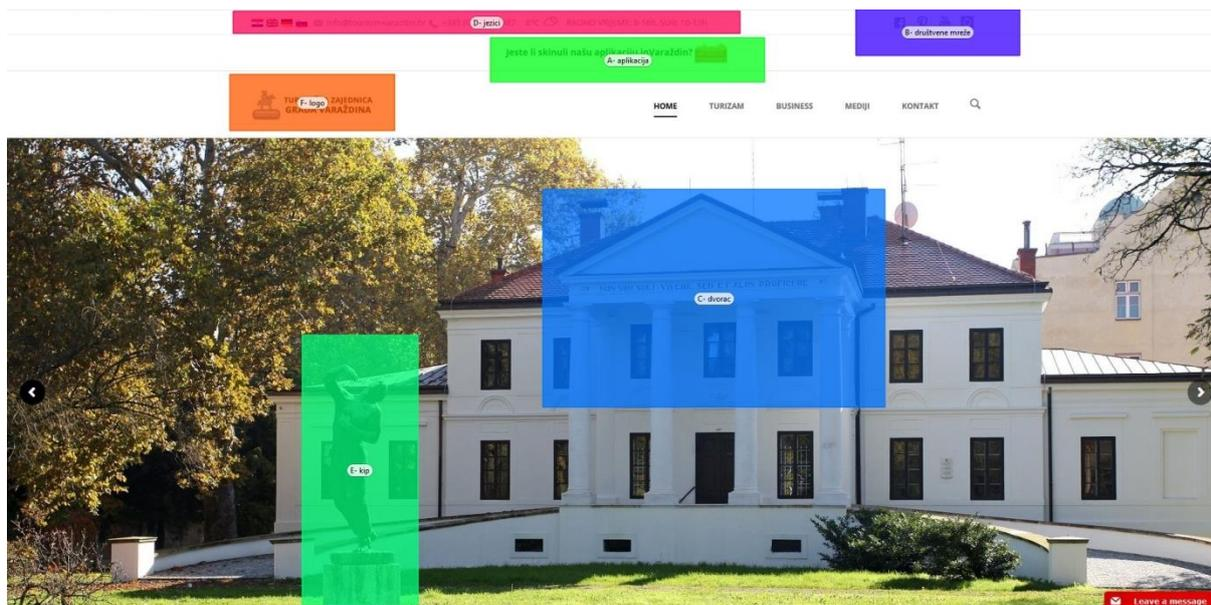 D- jezici
B- društvene mreže
Jeste li skinuli našu aplikaciju inVaraždin?
A- aplikacija
F- logo
ZAJEDNICA
GRADA VARAŽDINA
HOME TURIZAM BUSINESS MEDIJI KONTAKT
C- dvorac
E- kip
Leave a message